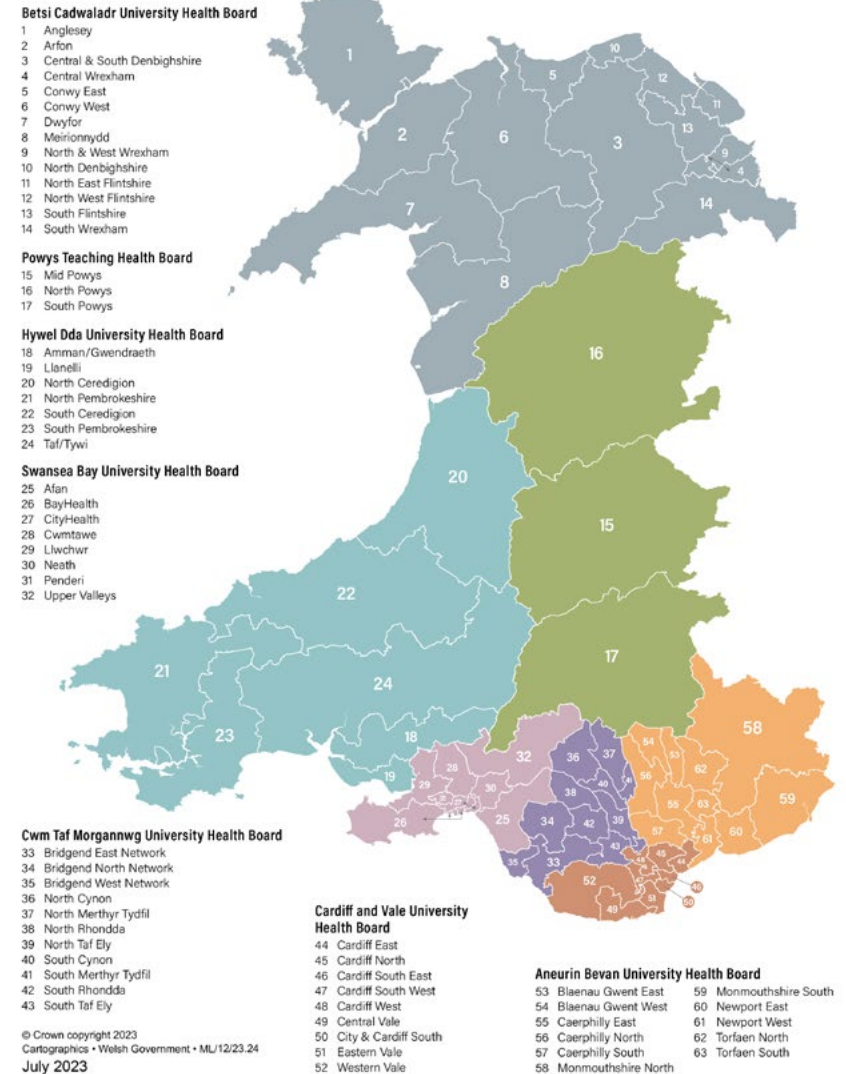 Betsi Cadwaladr University Health Board
1 Anglesey
2 Arfon
3 Central & South Denbighshire
4 Central Wrexham
5 Conwy East
6 Conwy West
7 Dwyfor
8 Meirionnydd
9 North & West Wrexham
10 North Denbighshire
11 North East Flintshire
12 North West Flintshire
13 South Flintshire
14 South Wrexham
Powys Teaching Health Board
15 Mid Powys
16 North Powys
17 South Powys
Hywel Dda University Health Board
18 Amman/Gwendraeth
19 Llanelli
20 North Ceredigion
21 North Pembrokeshire
22 South Ceredigion
23 South Pembrokeshire
24 Taf/Tywi
Swansea Bay University Health Board
25 Afan
26 BayHealth
27 CityHealth
28 Cwmtawe
29 Llwchwr
30 Neath
31 Penderi
32 Upper Valleys
Cwm Taf Morgannwg University Health Board
33 Bridgend East Network
34 Bridgend North Network
35 Bridgend West Network
36 North Cynon
37 North Merthyr Tydfil
38 North Rhondda
39 North Taf Ely
40 South Cynon
41 South Merthyr Tydfil
42 South Rhondda
43 South Taf Ely
© Crown copyright 2023
Cartographics • Welsh Government • ML/12/23.24
July 2023
Cardiff and Vale University
Health Board
44 Cardiff East
45 Cardiff North
46 Cardiff South East
47 Cardiff South West
48 Cardiff West
49 Central Vale
50 City & Cardiff South
51 Eastern Vale
52 Western Vale
Aneurin Bevan University Health Board
53 Blaenau Gwent East
54 Blaenau Gwent West
55 Caerphilly East
56 Caerphilly North
57 Caerphilly South
58 Monmouthshire North
59 Monmouthshire South
60 Newport East
61 Newport West
62 Torfaen North
63 Torfaen South
1
10
5
12
11
2
6
3
13
9
4
7
14
8
16
20
15
22
21
17
24
23
18
19
58
32
36
37
54
53
62
28
56
41
29
30
40
38
59
55
63
26
25
34
42
39
57
61
60
43
35
33
45
44
48
52
47
46
51
50
49